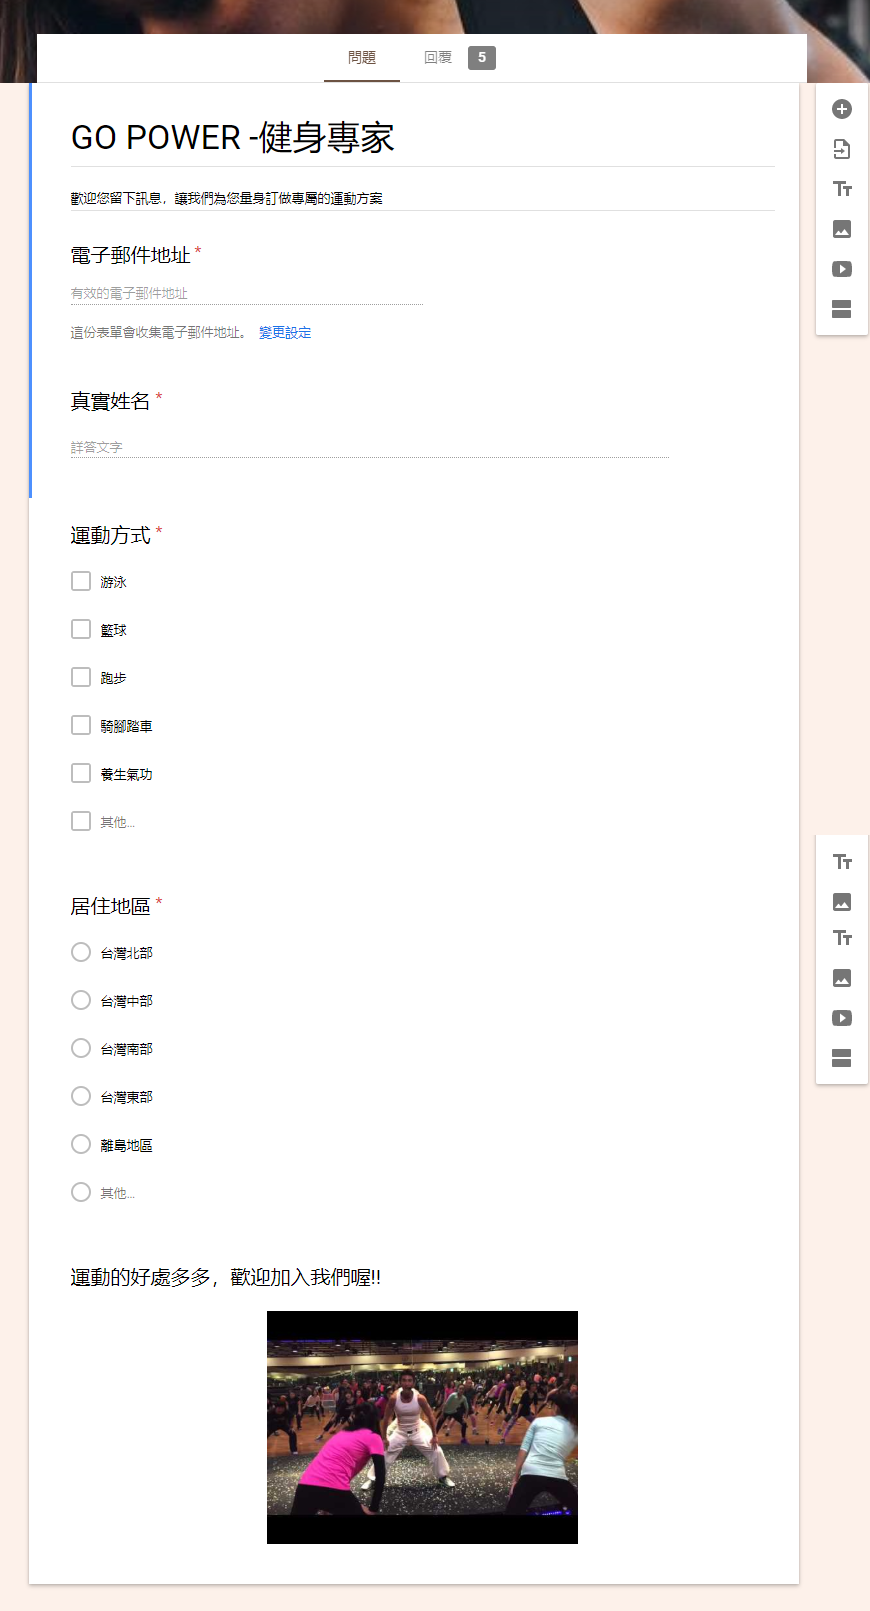 問題
回覆 5
GO POWER -健身專家
歡迎您留下訊息，讓我們為您量身訂做專屬的運動方案
電子郵件地址 *
有效的電子郵件地址
這份表單會收集電子郵件地址。 變更設定
真實姓名 *
詳答文字
運動方式 *
游泳
籃球
跑步
騎腳踏車
養生氣功
其他...
居住地區 *
台灣北部
台灣中部
台灣南部
台灣東部
離島地區
其他...
運動的好處多多，歡迎加入我們喔!!